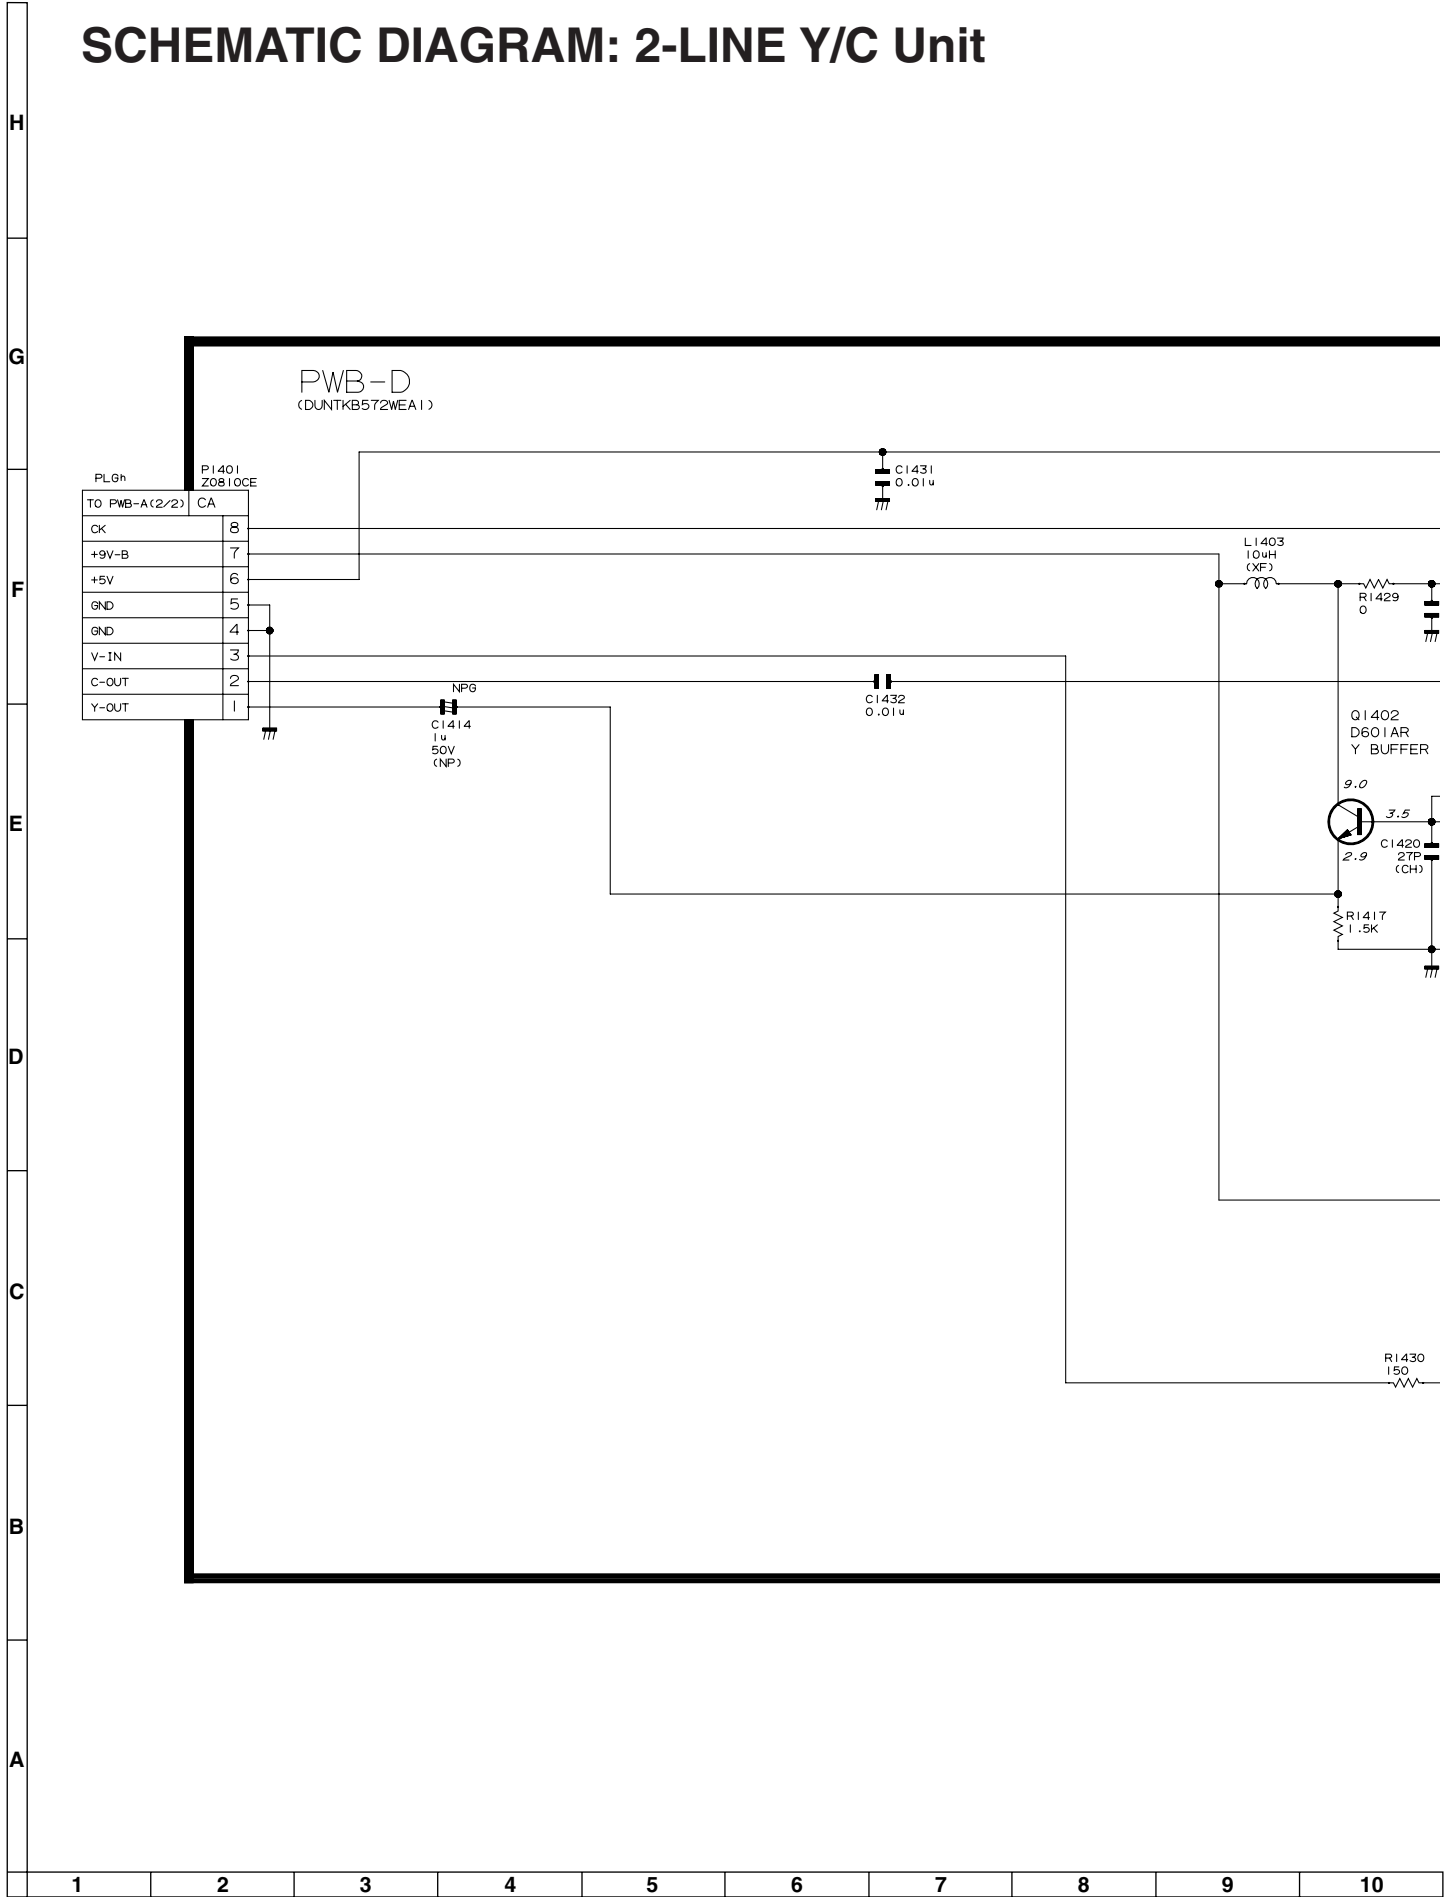 SCHEMATIC DIAGRAM: 2-LINE Y/C Unit
H
G
PWB-D
(DUNTKB572WEA1)
PLGh
P1401
Z0810CE
TO PWB-A(2/2) CA
CK 8
+9V-B 7
+5V 6
GND 5
GND 4
V-IN 3
C-OUT 2
Y-OUT 1
C1431
0.01u
L1403
10uH
(XF)
R1429
0
F
NPG
C1414
1u
50V
(NP)
C1432
0.01u
Q1402
D601AR
Y BUFFER
9.0
3.5
2.9
C1420
27P
(CH)
E
R1417
1.5K
D
C
R1430
150
B
A
1 2 3 4 5 6 7 8 9 10